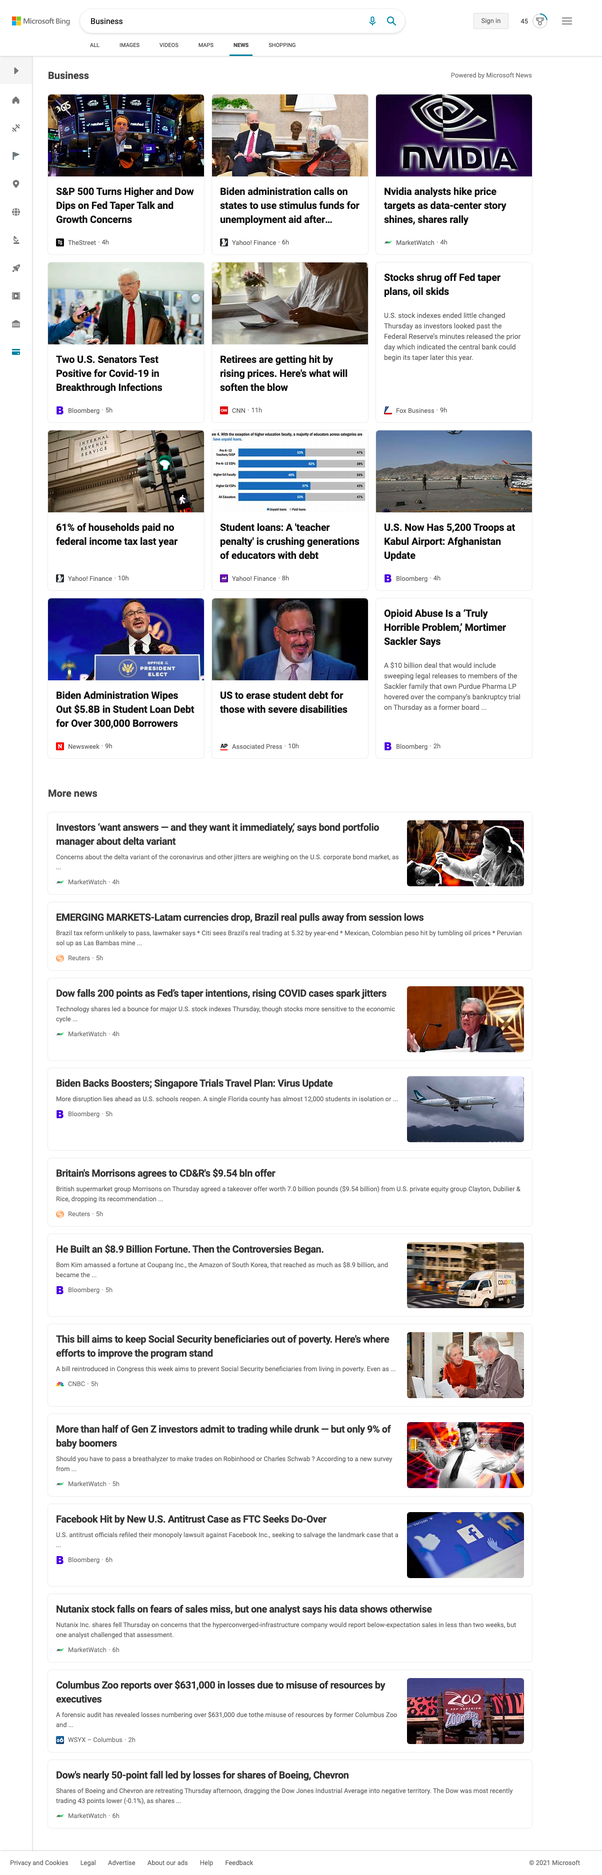 Microsoft Bing
Business
Sign in
45
ALL IMAGES VIDEOS MAPS NEWS SHOPPING
Business
Powered by Microsoft News
S&P 500 Turns Higher and Dow
Dips on Fed Taper Talk and
Growth Concerns
TheStreet · 4h
Biden administration calls on
states to use stimulus funds for
unemployment aid after…
Yahoo! Finance · 6h
NVIDIA
Nvidia analysts hike price
targets as data-center story
shines, shares rally
MarketWatch · 4h
Two U.S. Senators Test
Positive for Covid-19 in
Breakthrough Infections
Bloomberg · 5h
Retirees are getting hit by
rising prices. Here's what will
soften the blow
CNN · 11h
Stocks shrug off Fed taper
plans, oil skids
U.S. stock indexes ended little changed
Thursday as investors looked past the
Federal Reserve's minutes released the prior
day which indicated the central bank could
begin its taper later this year.
Fox Business · 9h
INTERNAL
REVENUE
SERVICE
61% of households paid no
federal income tax last year
Yahoo! Finance · 10h
Student loans: A 'teacher
penalty' is crushing generations
of educators with debt
Yahoo! Finance · 8h
U.S. Now Has 5,200 Troops at
Kabul Airport: Afghanistan
Update
Bloomberg · 4h
OFFICE of the
PRESIDENT
ELECT
Biden Administration Wipes
Out $5.8B in Student Loan Debt
for Over 300,000 Borrowers
Newsweek · 9h
US to erase student debt for
those with severe disabilities
AP Associated Press · 10h
Opioid Abuse Is a ‘Truly
Horrible Problem,’ Mortimer
Sackler Says
A $10 billion deal that would include
sweeping legal releases to members of the
Sackler family that own Purdue Pharma LP
hovered over the company's bankruptcy trial
on Thursday as a former board ...
Bloomberg · 2h
More news
Investors ‘want answers — and they want it immediately,’ says bond portfolio
manager about delta variant
Concerns about the delta variant of the coronavirus and other jitters are weighing on the U.S. corporate bond market, as
...
MarketWatch · 4h
EMERGING MARKETS-Latam currencies drop, Brazil real pulls away from session lows
Brazil tax reform unlikely to pass, lawmaker says * Citi sees Brazil's real trading at 5.32 by year-end * Mexican, Colombian peso hit by tumbling oil prices * Peruvian
sol up as Las Bambas mine ...
Reuters · 5h
Dow falls 200 points as Fed's taper intentions, rising COVID cases spark jitters
Technology shares led a bounce for major U.S. stock indexes Thursday, though stocks more sensitive to the economic
cycle ...
MarketWatch · 4h
Biden Backs Boosters; Singapore Trials Travel Plan: Virus Update
More disruption lies ahead as U.S. schools reopen. A single Florida county has almost 12,000 students in isolation or ...
Bloomberg · 5h
Britain's Morrisons agrees to CD&R's $9.54 bln offer
British supermarket group Morrisons on Thursday agreed a takeover offer worth 7.0 billion pounds ($9.54 billion) from U.S. private equity group Clayton, Dubilier &
Rice, dropping its recommendation ...
Reuters · 5h
He Built an $8.9 Billion Fortune. Then the Controversies Began.
Bom Kim amassed a fortune at Coupang Inc., the Amazon of South Korea, that reached as much as $8.9 billion, and
became the ...
Bloomberg · 5h
This bill aims to keep Social Security beneficiaries out of poverty. Here's where
efforts to improve the program stand
A bill reintroduced in Congress this week aims to prevent Social Security beneficiaries from living in poverty. Even as ...
CNBC · 5h
More than half of Gen Z investors admit to trading while drunk — but only 9% of
baby boomers
Should you have to pass a breathalyzer to make trades on Robinhood or Charles Schwab ? According to a new survey
from ...
MarketWatch · 5h
Facebook Hit by New U.S. Antitrust Case as FTC Seeks Do-Over
U.S. antitrust officials refiled their monopoly lawsuit against Facebook Inc., seeking to salvage the landmark case that a
...
Bloomberg · 6h
Nutanix stock falls on fears of sales miss, but one analyst says his data shows otherwise
Nutanix Inc. shares fell Thursday on concerns that the hyperconverged-infrastructure company would report below-expectation sales in less than two weeks, but
one analyst challenged that assessment.
MarketWatch · 6h
Columbus Zoo reports over $631,000 in losses due to misuse of resources by
executives
A forensic audit has revealed losses numbering over $631,000 due tothe misuse of resources by former Columbus Zoo
and ...
WSYX – Columbus · 2h
ZOO
Dow's nearly 50-point fall led by losses for shares of Boeing, Chevron
Shares of Boeing and Chevron are retreating Thursday afternoon, dragging the Dow Jones Industrial Average into negative territory. The Dow was most recently
trading 43 points lower (-0.1%), as shares ...
MarketWatch · 6h
Privacy and Cookies Legal Advertise About our ads Help Feedback
© 2021 Microsoft